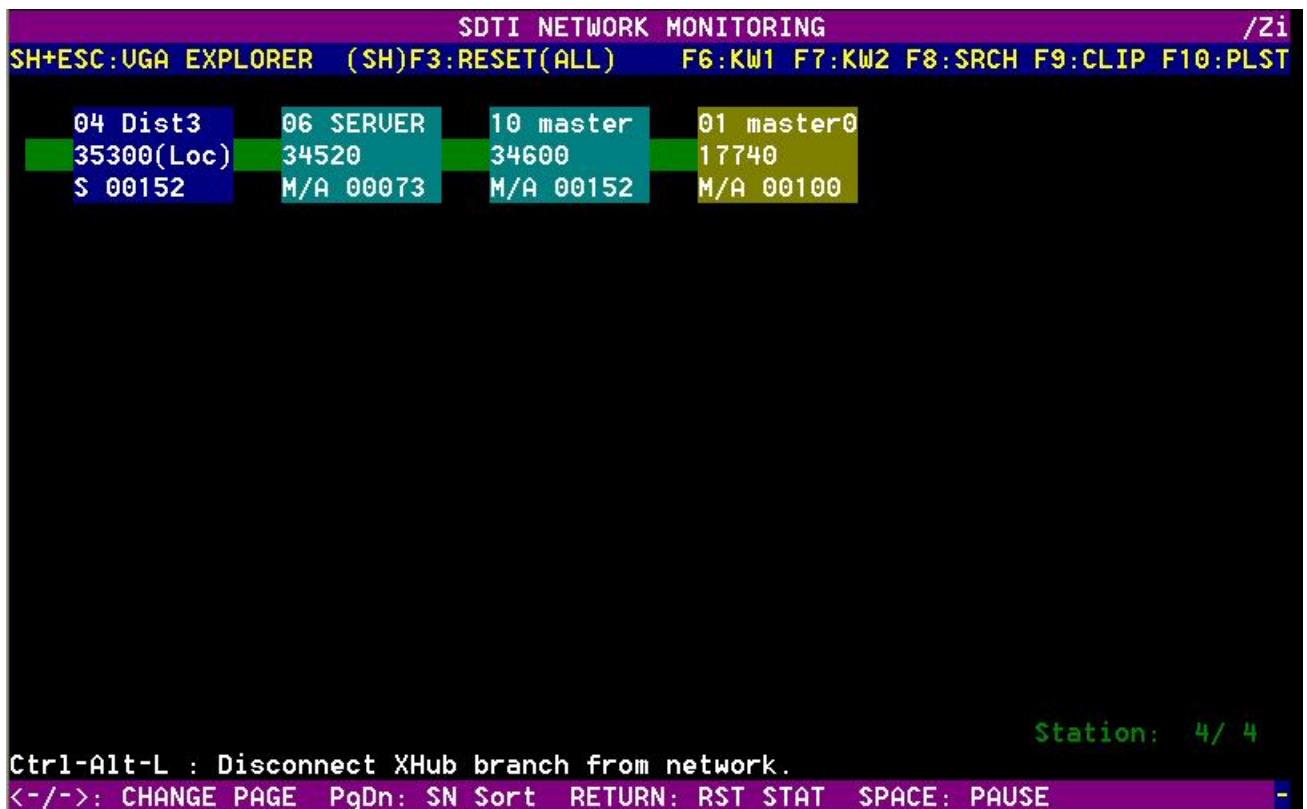 SDTI NETWORK MONITORING /Zi
SH+ESC:VGA EXPLORER (SH)F3:RESET(ALL) F6:KW1 F7:KW2 F8:SRCH F9:CLIP F10:PLST
04 Dist3 06 SERVER 10 master 01 master0
35300(Loc) 34520 34600 17740
S 00152 M/A 00073 M/A 00152 M/A 00100
Station: 4/ 4
Ctrl-Alt-L : Disconnect XHub branch from network.
<-/->: CHANGE PAGE PgDn: SN Sort RETURN: RST STAT SPACE: PAUSE -